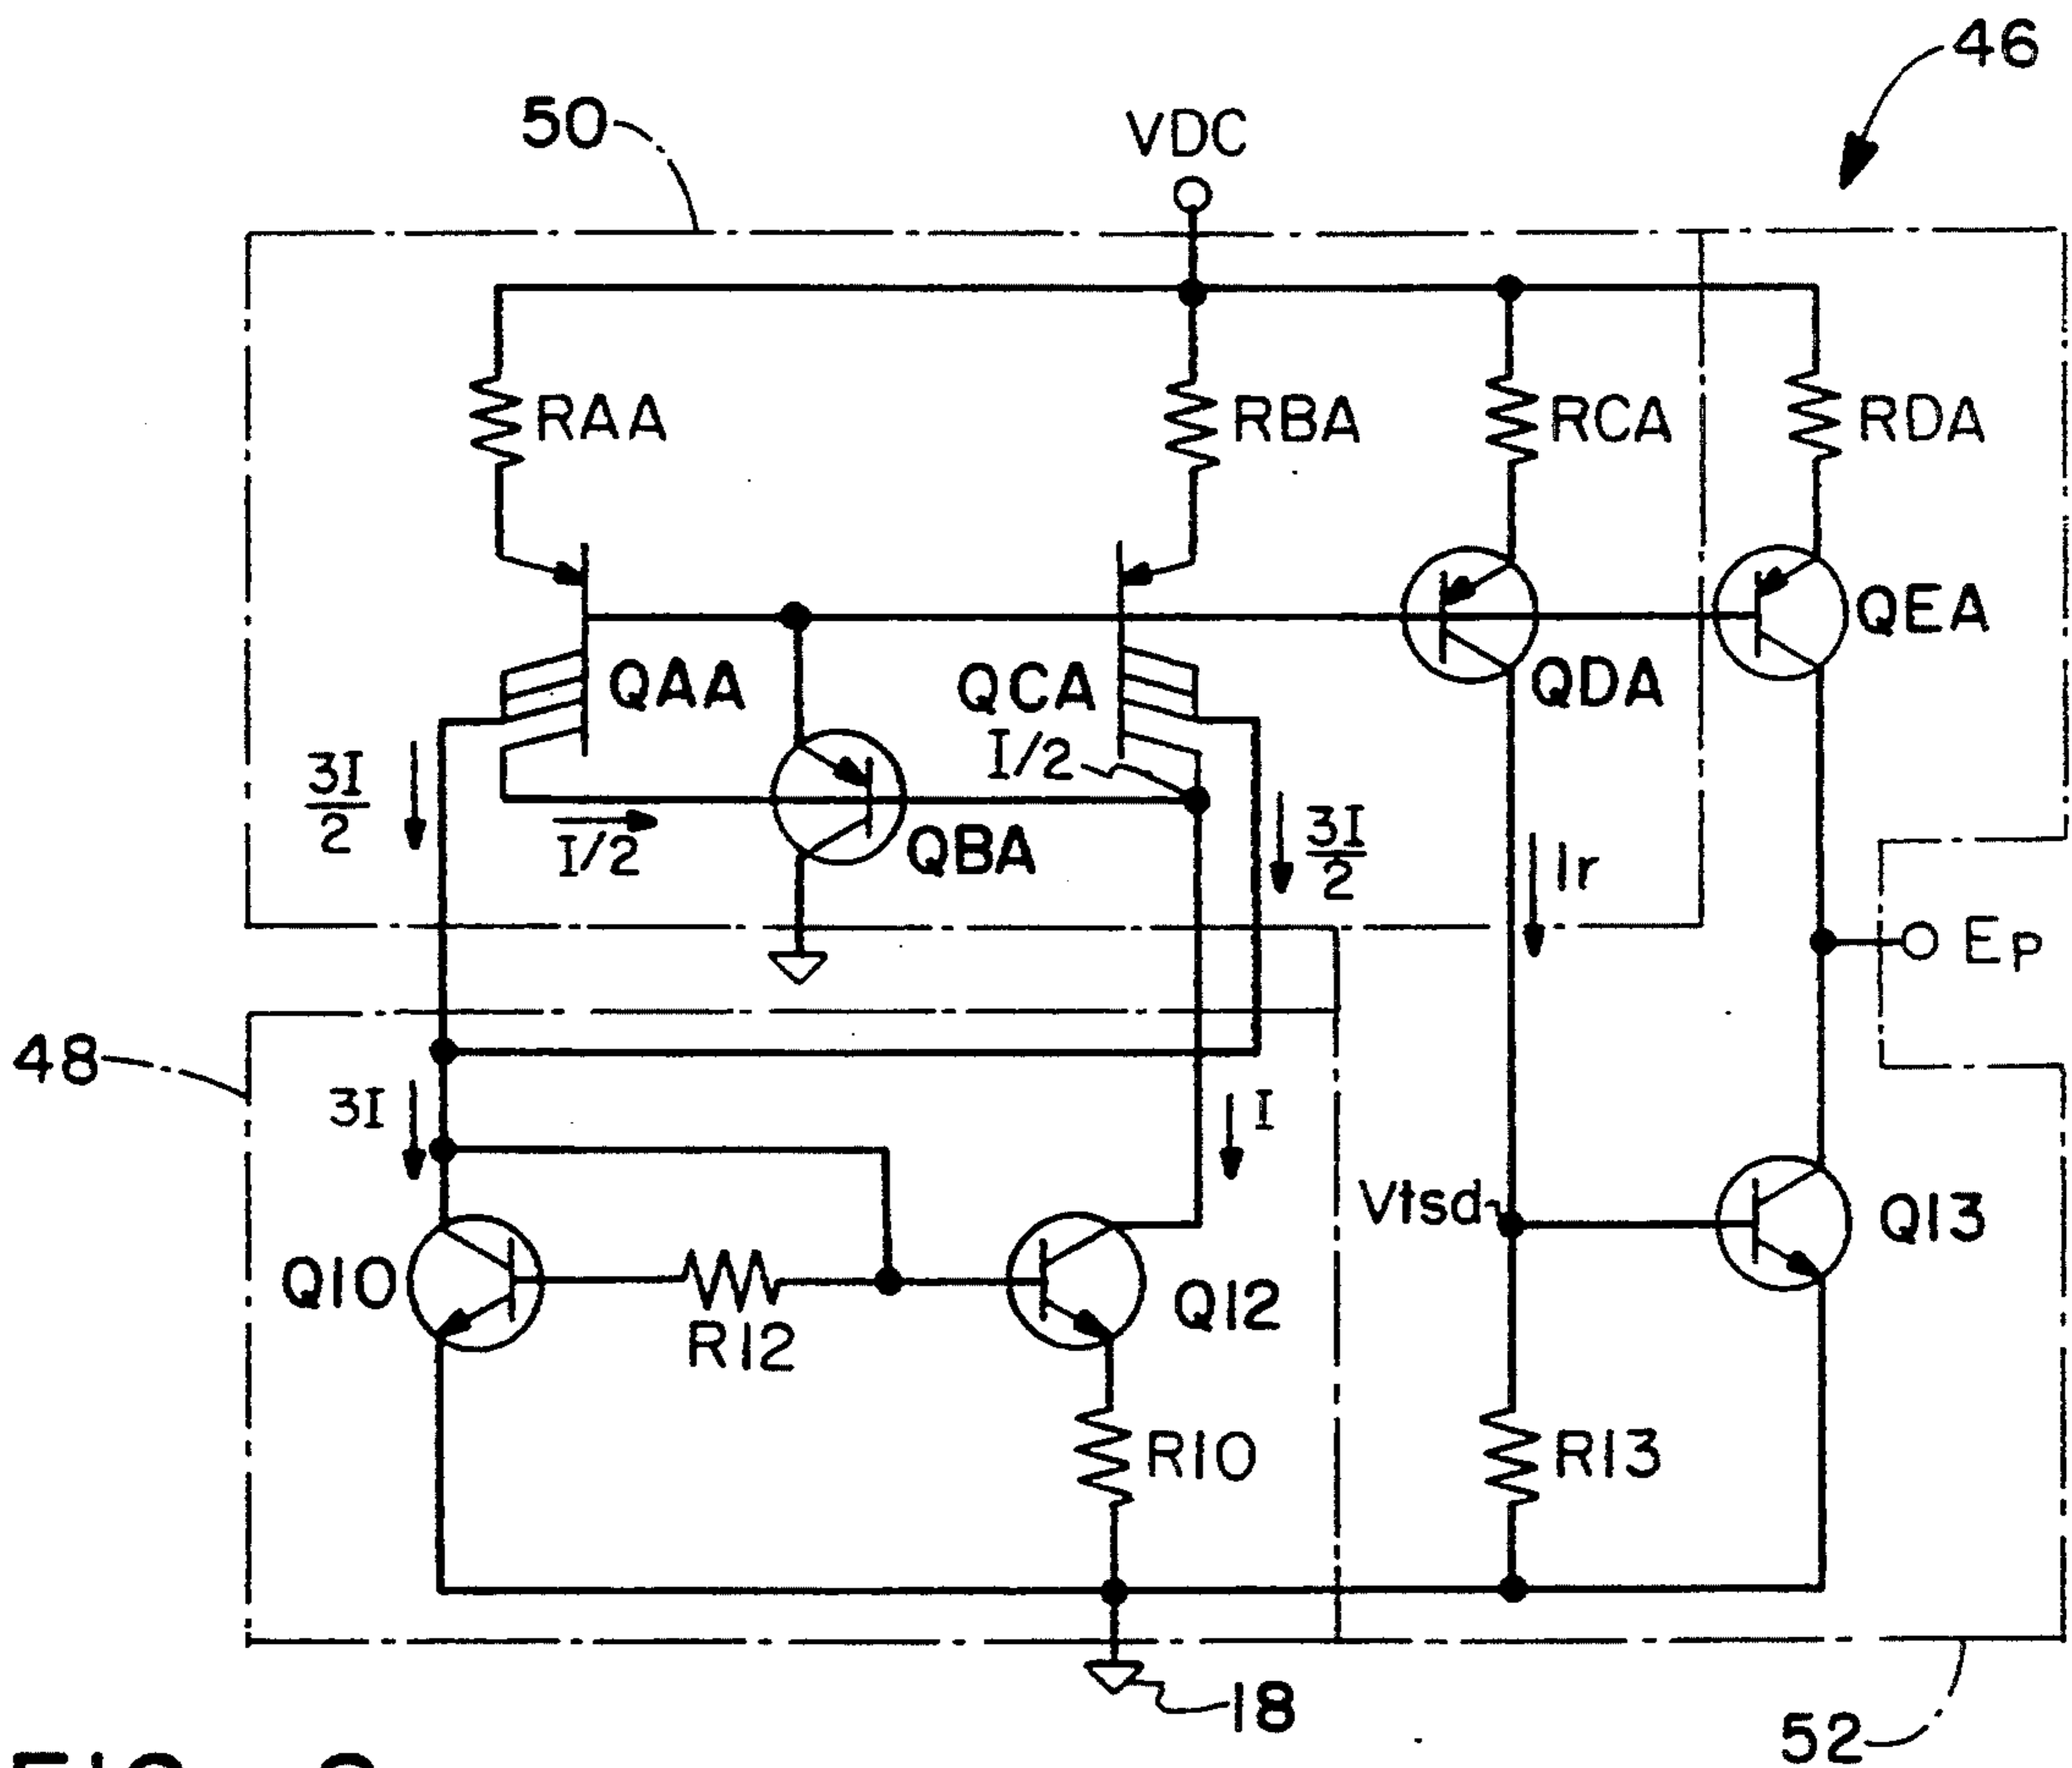 46
50
VDC
RAA
RBA
RCA
RDA
QAA
QCA
QDA
QEA
I/2
3I
2
I/2
QBA
3I
2
Ir
Ep
48
3I
I
Vtsd
Q13
Q10
R12
Q12
R10
R13
18
52